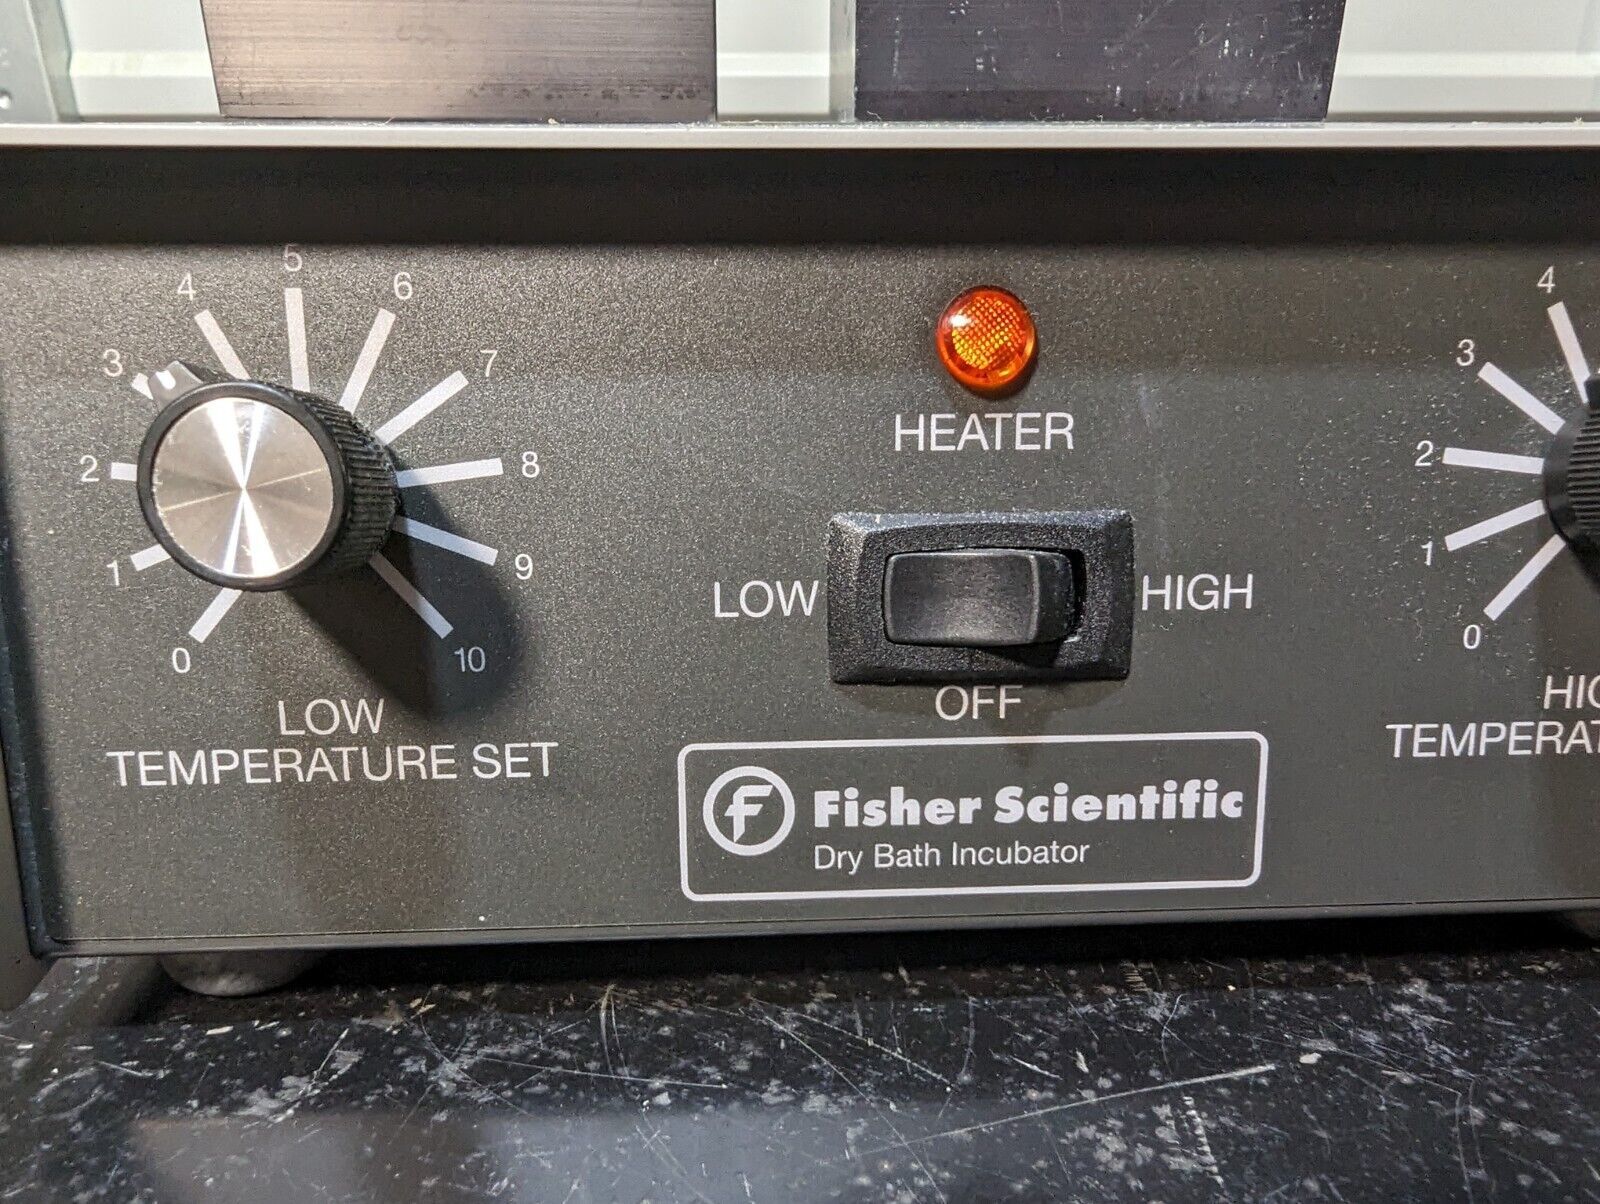 5
4
6
3
7
2
8
1
9
0
10
LOW
TEMPERATURE SET
HEATER
LOW
HIGH
OFF
Fisher Scientific
Dry Bath Incubator
4
3
2
1
0